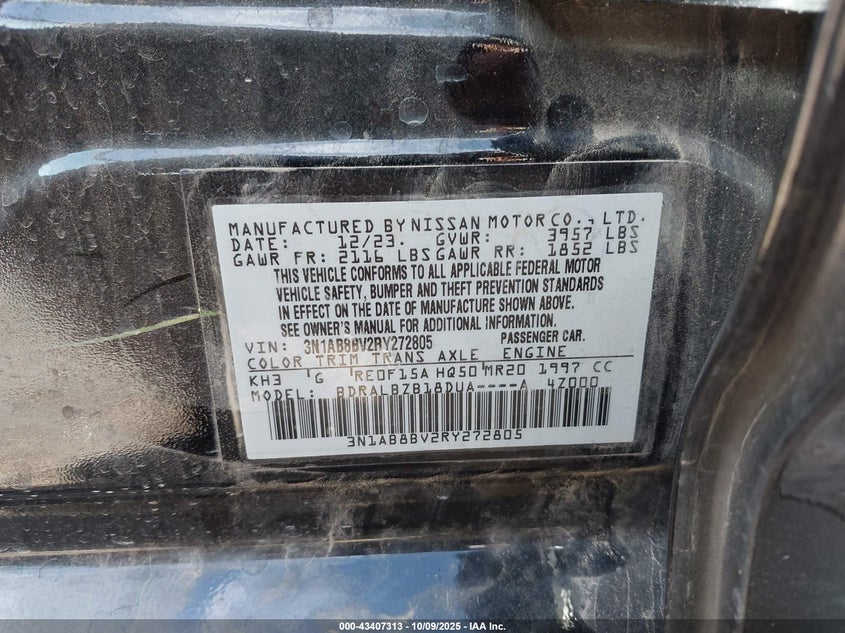 MANUFACTURED BY NISSAN MOTOR CO., LTD.
DATE: 12/23. GVWR: 3957 LBS
GAWR FR: 2116 LBS GAWR RR: 1852 LBS
THIS VEHICLE CONFORMS TO ALL APPLICABLE FEDERAL MOTOR
VEHICLE SAFETY, BUMPER AND THEFT PREVENTION STANDARDS
IN EFFECT ON THE DATE OF MANUFACTURE SHOWN ABOVE.
SEE OWNER'S MANUAL FOR ADDITIONAL INFORMATION.
VIN: 3N1AB8BV2RY272805 PASSENGER CAR.
COLOR TRIM TRANS AXLE ENGINE
KH3 G RE0F15A HQ50 MR20 1997 CC
MODEL: BDRALBZB18DUA----A 4Z000
3N1AB8BV2RY272805
000-43407313 - 10/09/2025 - IAA Inc.